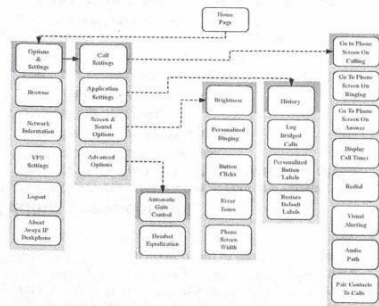 Home
Page
Options
&
Settings
Browser
Network
Information
VPN
Settings
Logout
About
Avaya IP
Deskphone
Call
Settings
Application
Settings
Screen &
Sound
Options
Advanced
Options
Automatic
Gain
Control
Headset
Equalization
Brightness
Personalized
Ringing
Button
Clicks
Error
Tones
Phone
Screen
Width
History
Log
Bridged
Calls
Personalized
Button
Labels
Restore
Default
Labels
Go to Phone
Screen On
Calling
Go To Phone
Screen On
Ringing
Go To Phone
Screen On
Answer
Display
Call Timer
Redial
Visual
Alerting
Audio
Path
Pair Contacts
To Calls